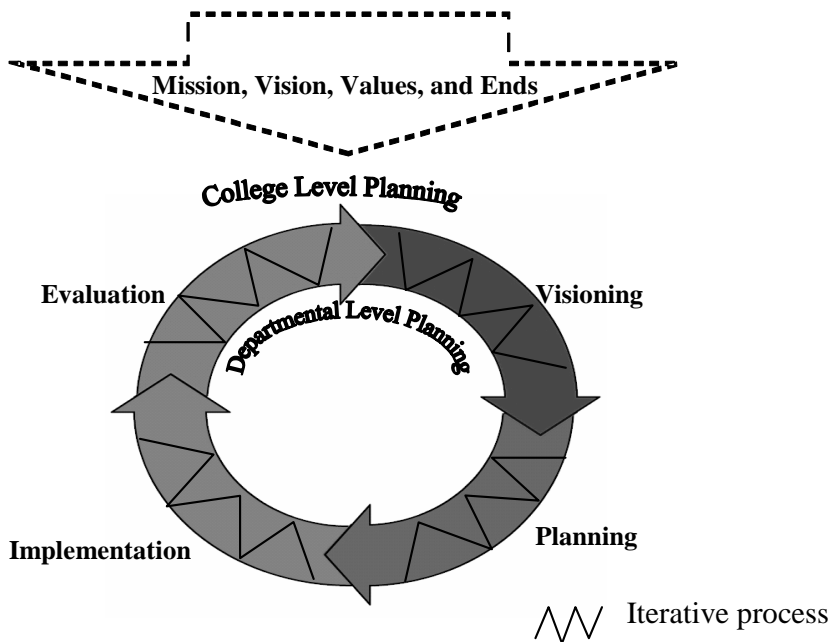 Mission, Vision, Values, and Ends
College Level Planning
Evaluation
Visioning
Departmental Level Planning
Implementation
Planning
Iterative process